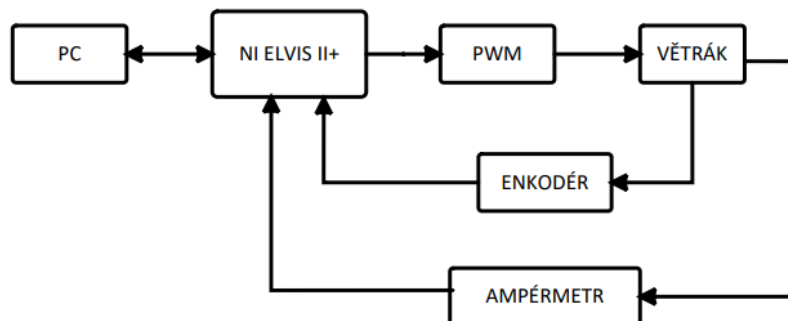 PC
NI ELVIS II+
PWM
VĚTRÁK
ENKODÉR
AMPÉRMETR